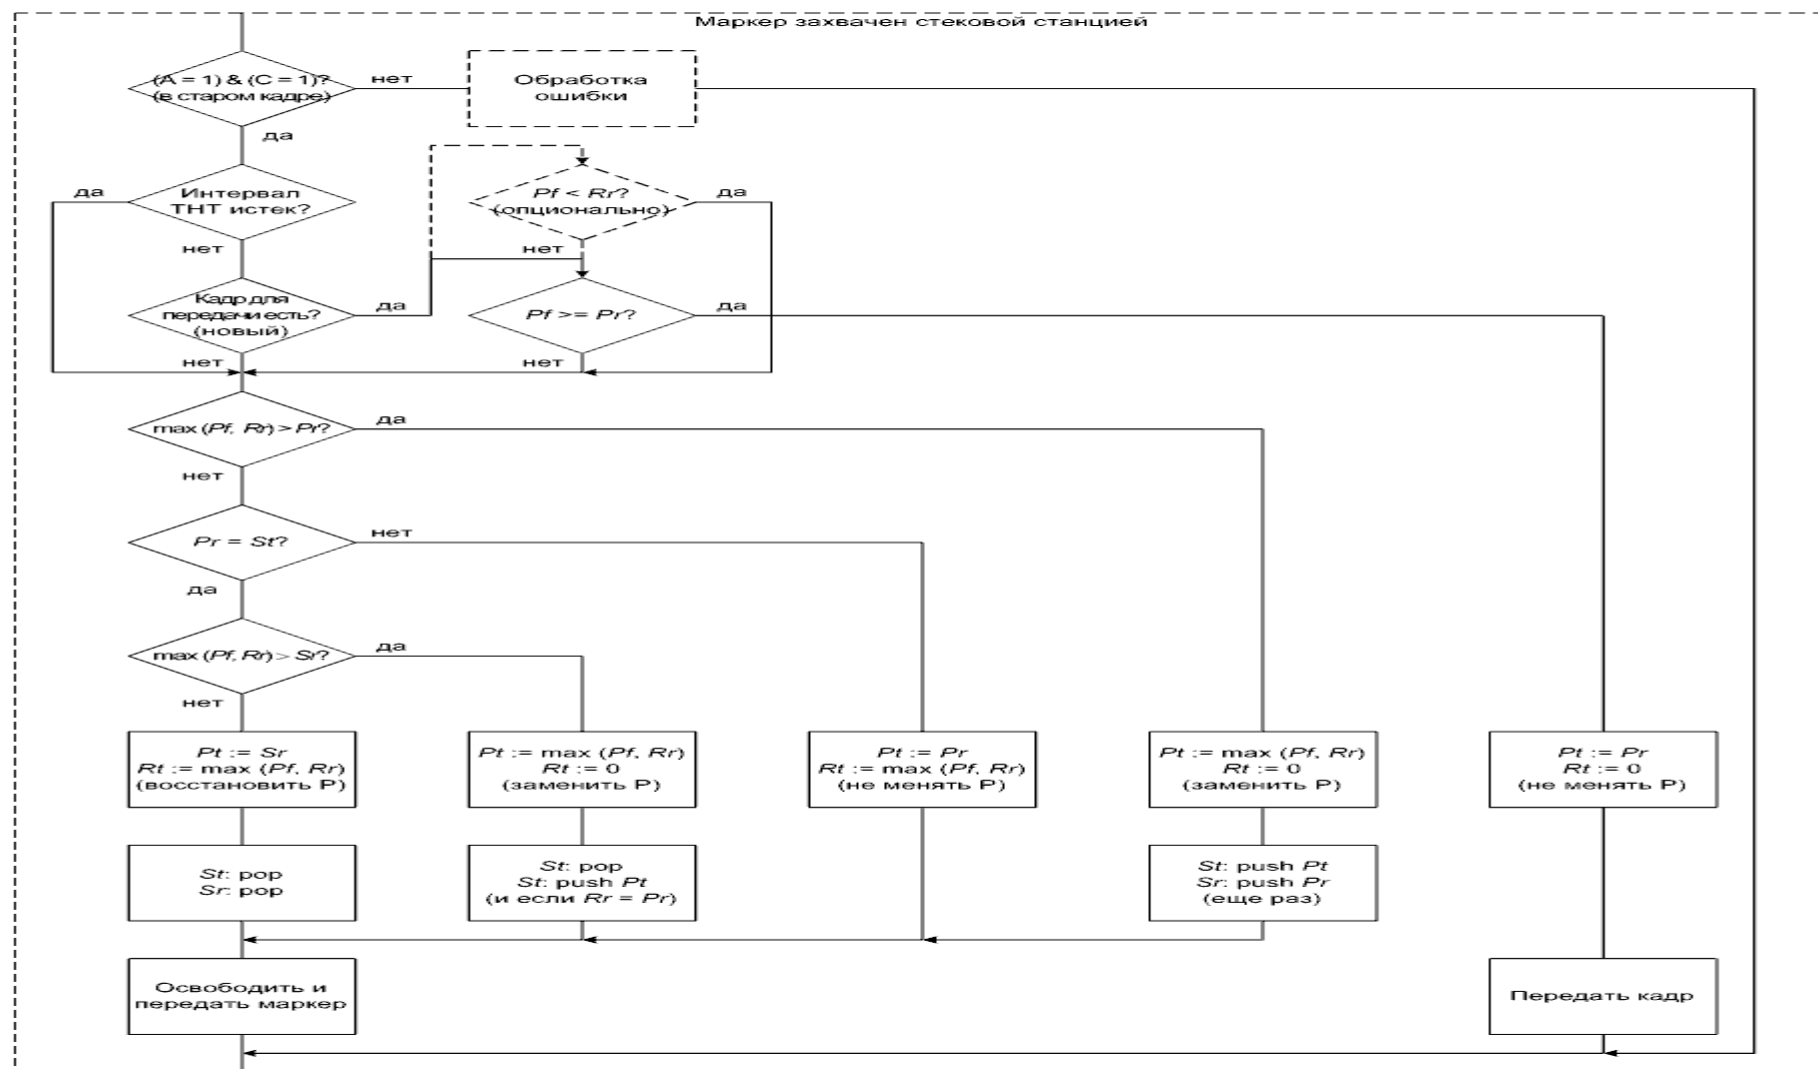 Маркер захвачен стековой станцией
(A = 1) & (C = 1)?
(в старом кадре)
нет
Обработка
ошибки
да
да
Интервал
ТНТ истек?
Pf < Rr?
(опционально)
да
нет
нет
Кадр для
передачи есть?
(новый)
да
Pf >= Pr?
да
нет
нет
max (Pf, Rr) > Pr?
да
нет
Pr = St?
нет
да
max (Pf, Rr) > Sr?
да
нет
Pt := Sr
Rt := max (Pf, Rr)
(восстановить P)
Pt := max (Pf, Rr)
Rt := 0
(заменить P)
Pt := Pr
Rt := max (Pf, Rr)
(не менять P)
Pt := max (Pf, Rr)
Rt := 0
(заменить P)
Pt := Pr
Rt := 0
(не менять P)
St: pop
Sr: pop
St: pop
St: push Pt
(и если Rr = Pr)
St: push Pt
Sr: push Pr
(еще раз)
Освободить и
передать маркер
Передать кадр